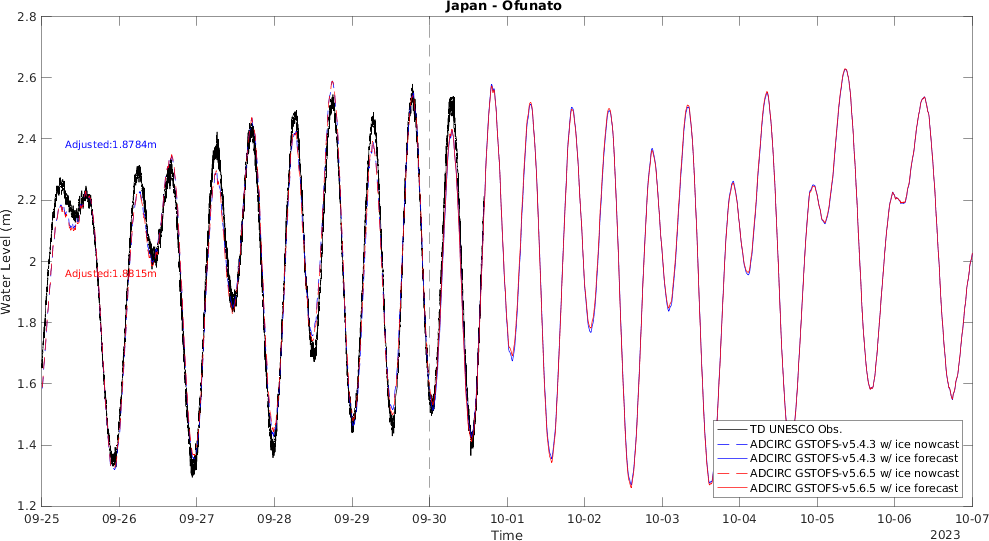 Japan - Ofunato
2.8
2.6
2.4
2.2
2
1.8
1.6
1.4
1.2
Water Level (m)
Adjusted:1.8784m
Adjusted:1.8815m
TD UNESCO Obs.
ADCIRC GSTOFS-v5.4.3 w/ ice nowcast
ADCIRC GSTOFS-v5.4.3 w/ ice forecast
ADCIRC GSTOFS-v5.6.5 w/ ice nowcast
ADCIRC GSTOFS-v5.6.5 w/ ice forecast
09-25 09-26 09-27 09-28 09-29 09-30 10-01 10-02 10-03 10-04 10-05 10-06 10-07
Time
2023